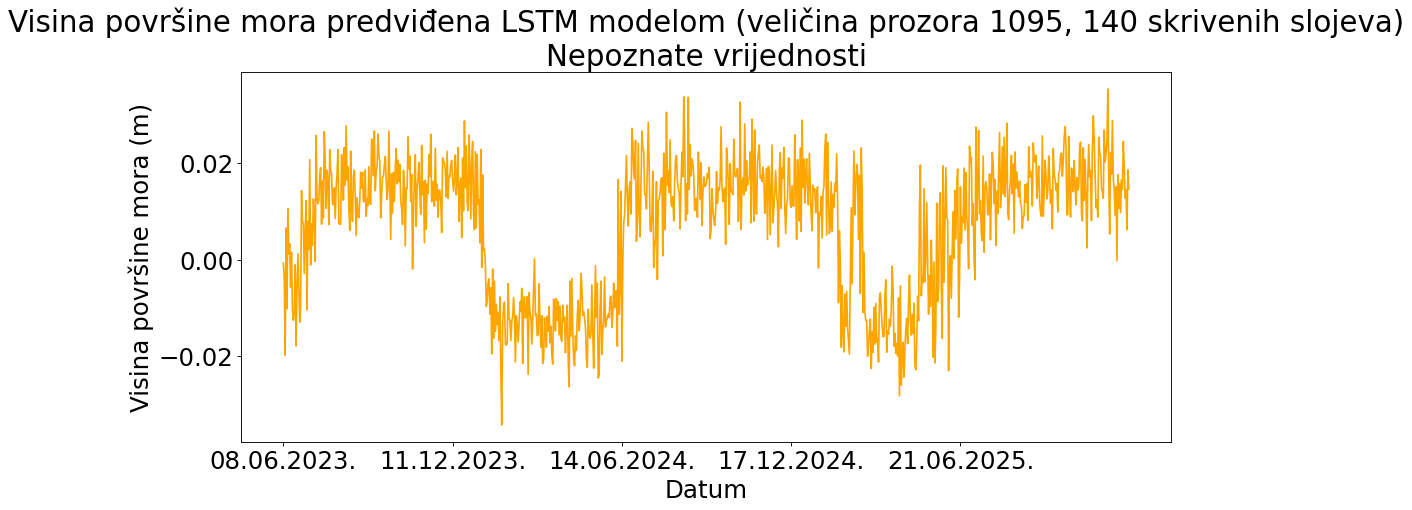 Visina površine mora predviđena LSTM modelom (veličina prozora 1095, 140 skrivenih slojeva)
Nepoznate vrijednosti
Visina površine mora (m)
0.02
0.00
−0.02
08.06.2023. 11.12.2023. 14.06.2024. 17.12.2024. 21.06.2025.
Datum